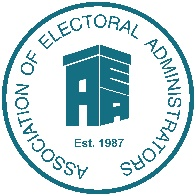 ASSOCIATION OF ELECTORAL ADMINISTRATORS
AEA
Est. 1987